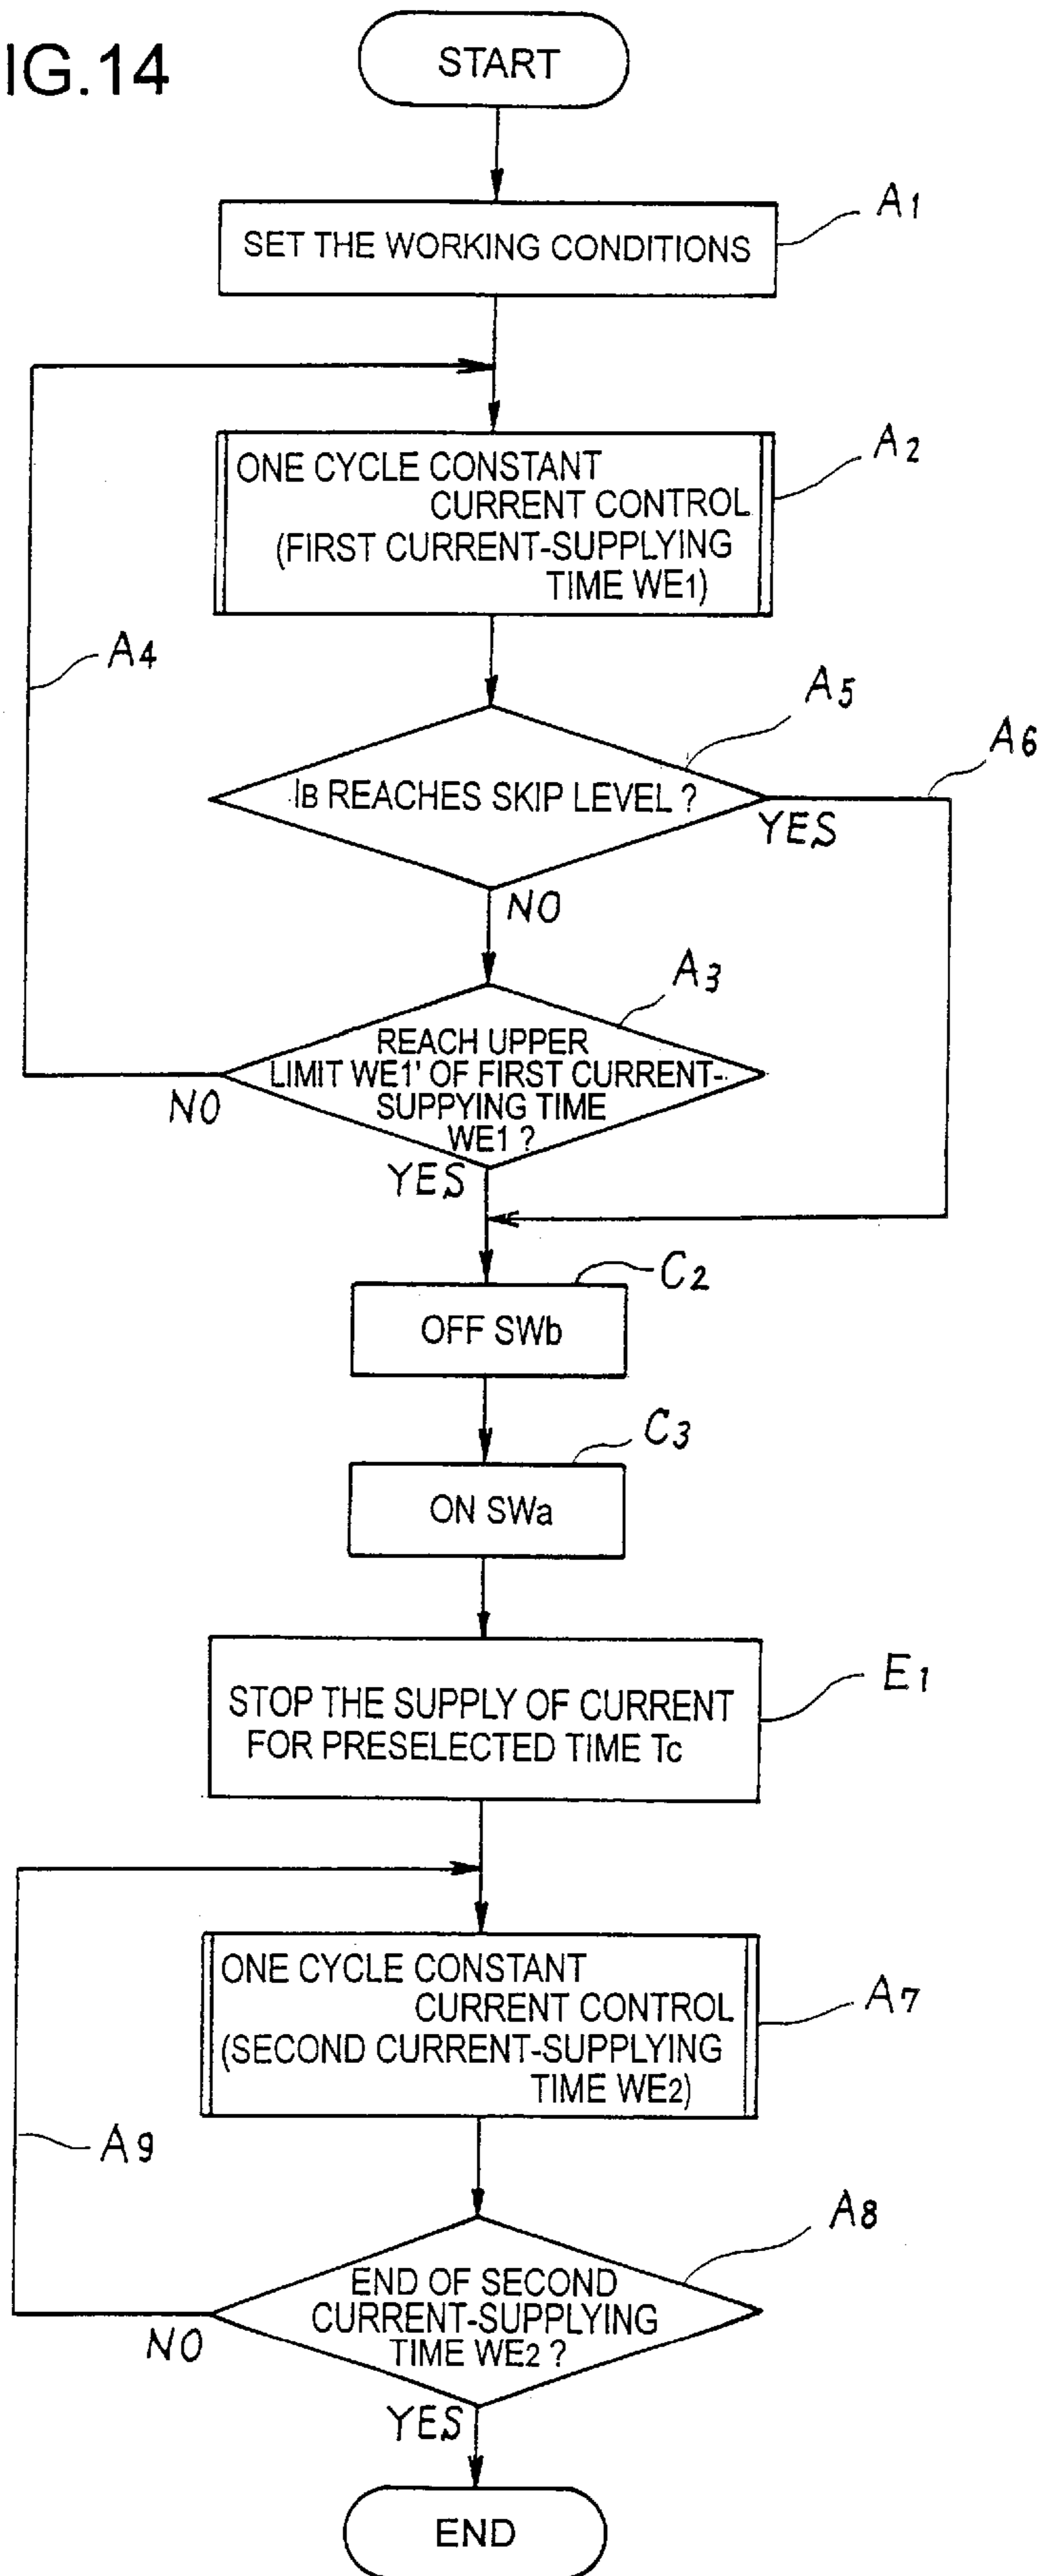 IG.14
START
A1
SET THE WORKING CONDITIONS
A2
ONE CYCLE CONSTANT
CURRENT CONTROL
(FIRST CURRENT-SUPPLYING
TIME WE1)
A4
A5
A6
IB REACHES SKIP LEVEL ?
YES
NO
A3
REACH UPPER
LIMIT WE1' OF FIRST CURRENT-
SUPPYING TIME
WE1 ?
NO
YES
C2
OFF SWb
C3
ON SWa
E1
STOP THE SUPPLY OF CURRENT
FOR PRESELECTED TIME Tc
ONE CYCLE CONSTANT
CURRENT CONTROL
(SECOND CURRENT-SUPPLYING
TIME WE2)
A7
A9
A8
END OF SECOND
CURRENT-SUPPLYING
TIME WE2 ?
NO
YES
END